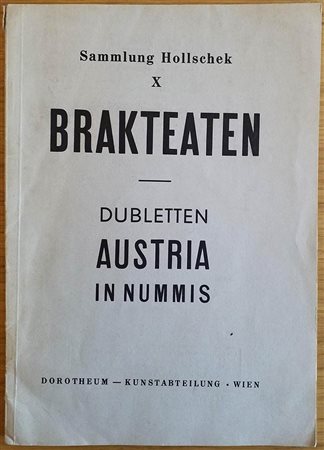 Sammlung Hollschek
X
BRAKTEATEN
DUBLETTEN
AUSTRIA
IN NUMMIS
DOROTHEUM — KUNSTABTEILUNG · WIEN